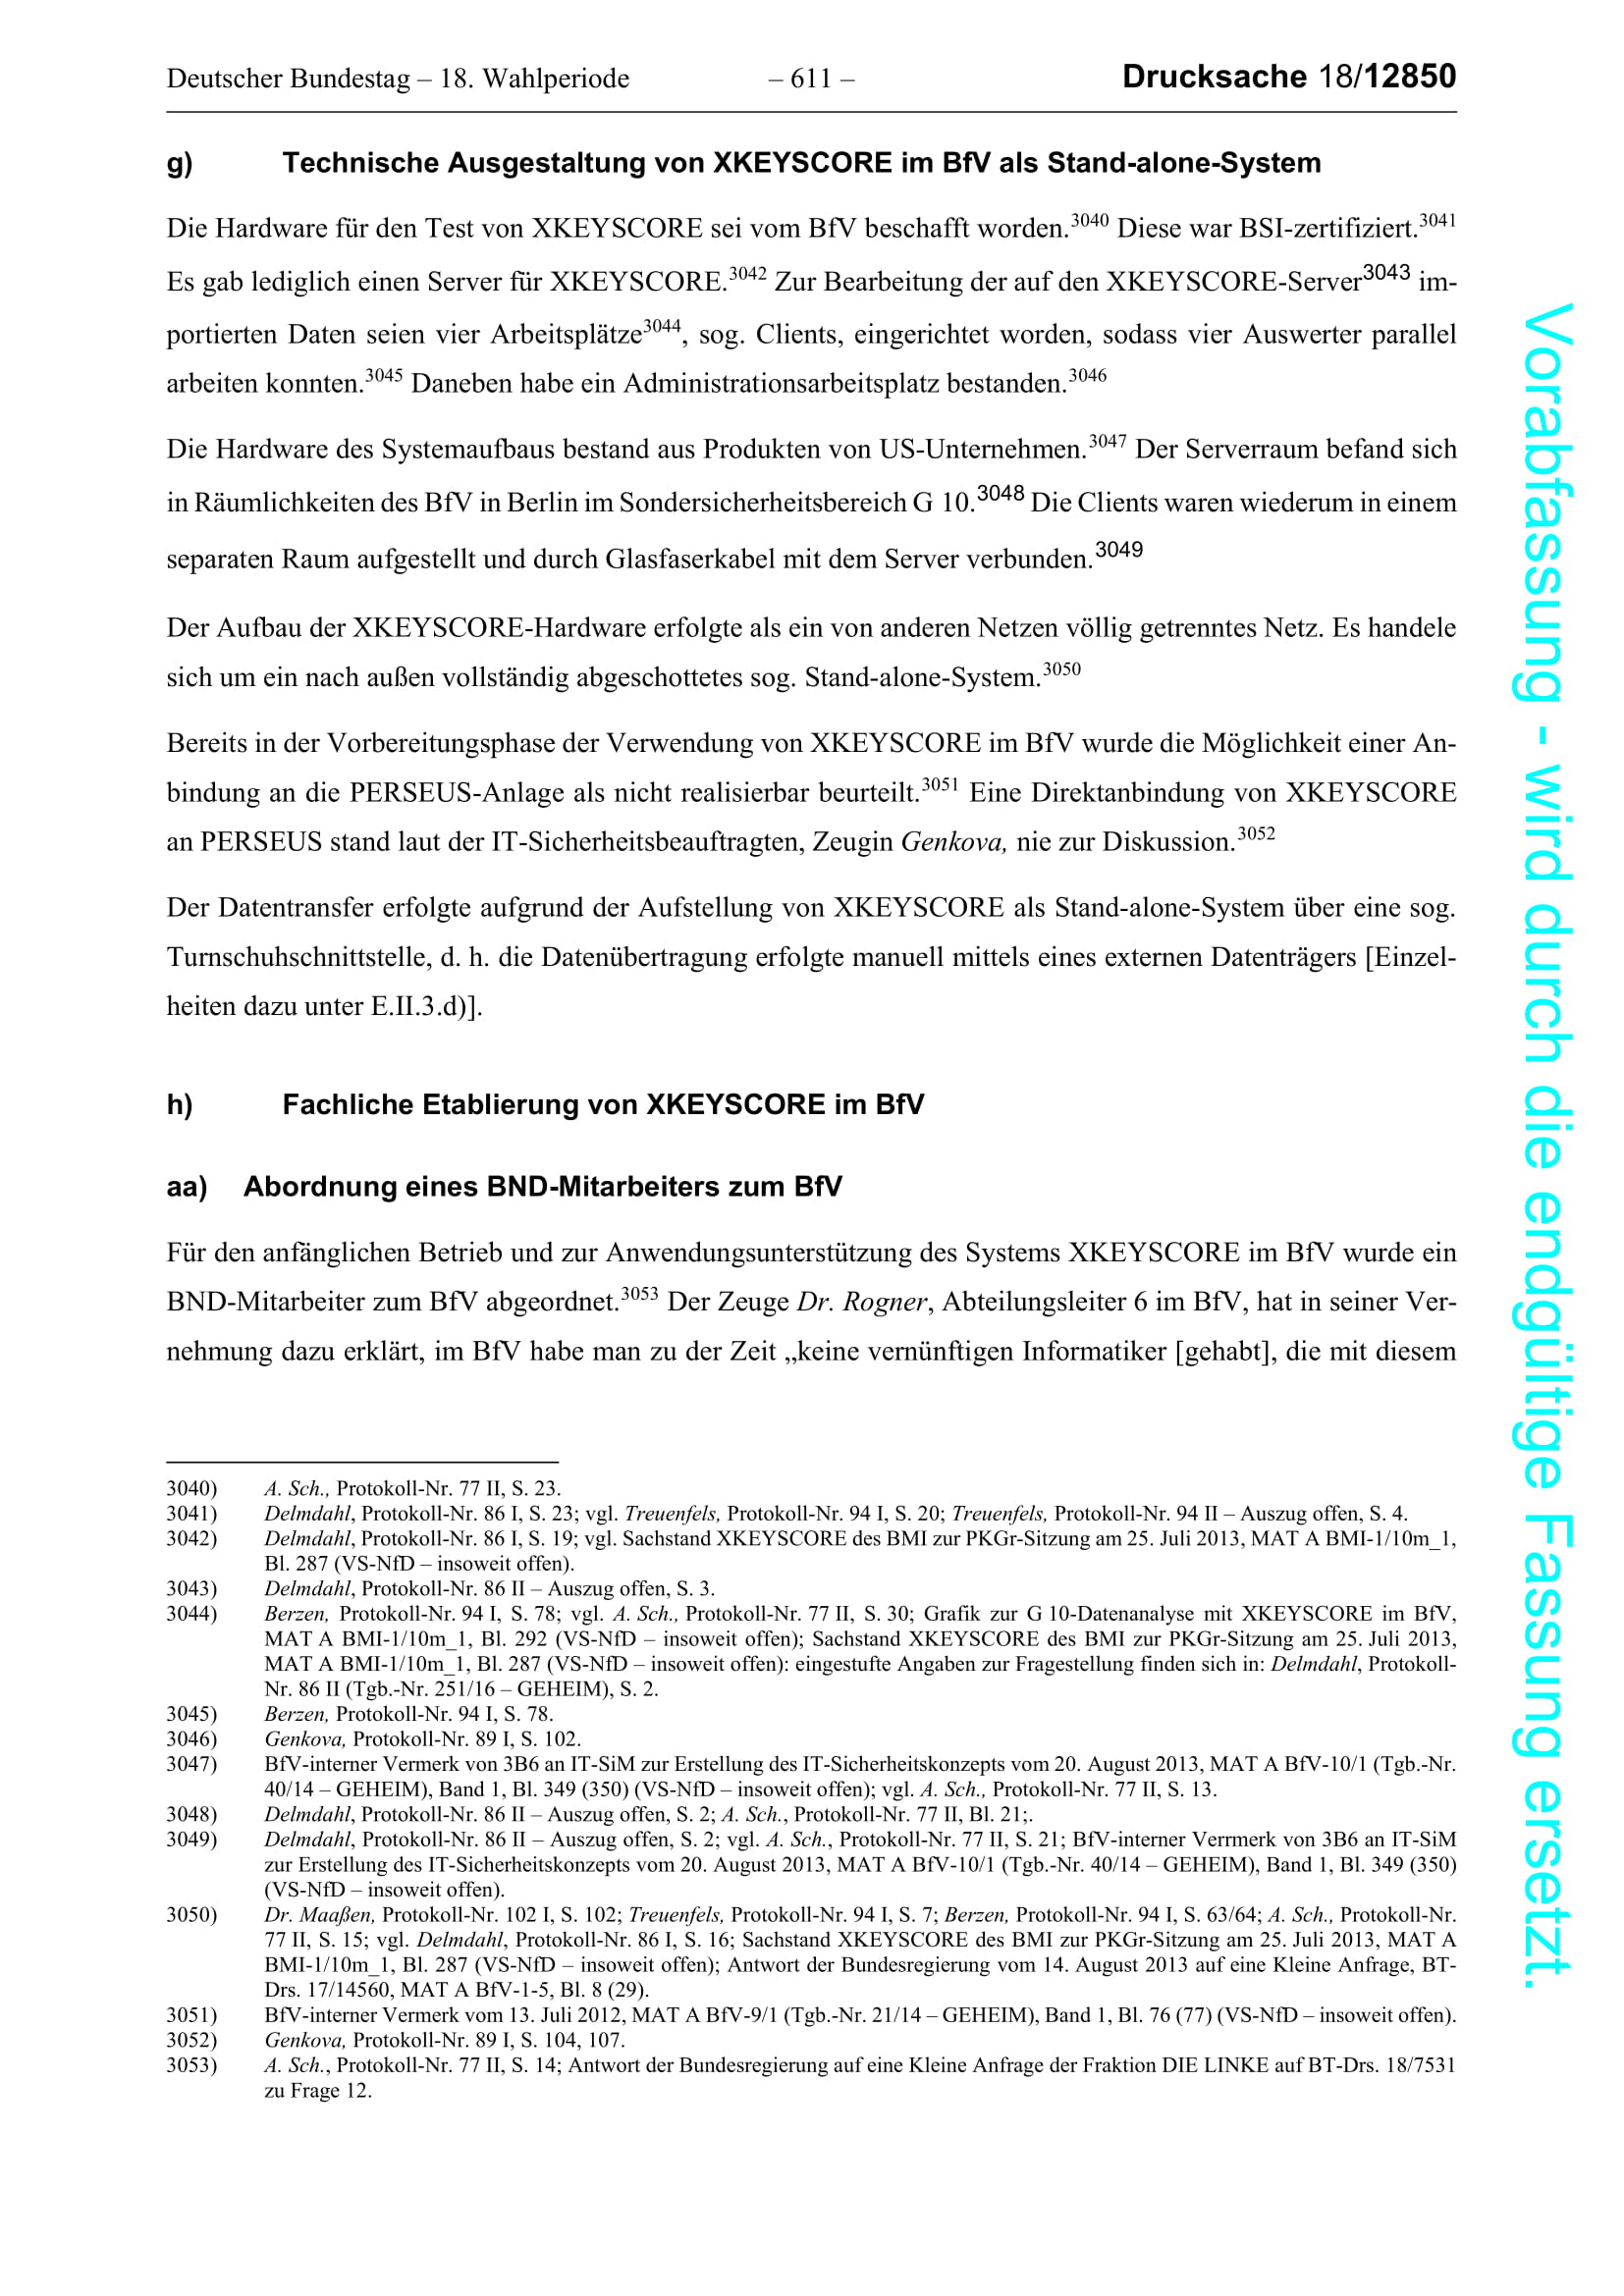 Deutscher Bundestag – 18. Wahlperiode – 611 – Drucksache 18/12850
g) Technische Ausgestaltung von XKEYSCORE im BfV als Stand-alone-System
Die Hardware für den Test von XKEYSCORE sei vom BfV beschafft worden.3040 Diese war BSI-zertifiziert.3041
Es gab lediglich einen Server für XKEYSCORE.3042 Zur Bearbeitung der auf den XKEYSCORE-Server3043 im-
portierten Daten seien vier Arbeitsplätze3044, sog. Clients, eingerichtet worden, sodass vier Auswerter parallel
arbeiten konnten.3045 Daneben habe ein Administrationsarbeitsplatz bestanden.3046
Die Hardware des Systemaufbaus bestand aus Produkten von US-Unternehmen.3047 Der Serverraum befand sich
in Räumlichkeiten des BfV in Berlin im Sondersicherheitsbereich G 10.3048 Die Clients waren wiederum in einem
separaten Raum aufgestellt und durch Glasfaserkabel mit dem Server verbunden.3049
Der Aufbau der XKEYSCORE-Hardware erfolgte als ein von anderen Netzen völlig getrenntes Netz. Es handele
sich um ein nach außen vollständig abgeschottetes sog. Stand-alone-System.3050
Bereits in der Vorbereitungsphase der Verwendung von XKEYSCORE im BfV wurde die Möglichkeit einer An-
bindung an die PERSEUS-Anlage als nicht realisierbar beurteilt.3051 Eine Direktanbindung von XKEYSCORE
an PERSEUS stand laut der IT-Sicherheitsbeauftragten, Zeugin Genkova, nie zur Diskussion.3052
Der Datentransfer erfolgte aufgrund der Aufstellung von XKEYSCORE als Stand-alone-System über eine sog.
Turnschuhschnittstelle, d. h. die Datenübertragung erfolgte manuell mittels eines externen Datenträgers [Einzel-
heiten dazu unter E.II.3.d)].
h) Fachliche Etablierung von XKEYSCORE im BfV
aa) Abordnung eines BND-Mitarbeiters zum BfV
Für den anfänglichen Betrieb und zur Anwendungsunterstützung des Systems XKEYSCORE im BfV wurde ein
BND-Mitarbeiter zum BfV abgeordnet.3053 Der Zeuge Dr. Rogner, Abteilungsleiter 6 im BfV, hat in seiner Ver-
nehmung dazu erklärt, im BfV habe man zu der Zeit „keine vernünftigen Informatiker [gehabt], die mit diesem
3040) A. Sch., Protokoll-Nr. 77 II, S. 23.
3041) Delmdahl, Protokoll-Nr. 86 I, S. 23; vgl. Treuenfels, Protokoll-Nr. 94 I, S. 20; Treuenfels, Protokoll-Nr. 94 II – Auszug offen, S. 4.
3042) Delmdahl, Protokoll-Nr. 86 I, S. 19; vgl. Sachstand XKEYSCORE des BMI zur PKGr-Sitzung am 25. Juli 2013, MAT A BMI-1/10m_1,
Bl. 287 (VS-NfD – insoweit offen).
3043) Delmdahl, Protokoll-Nr. 86 II – Auszug offen, S. 3.
3044) Berzen, Protokoll-Nr. 94 I, S. 78; vgl. A. Sch., Protokoll-Nr. 77 II, S. 30; Grafik zur G 10-Datenanalyse mit XKEYSCORE im BfV,
MAT A BMI-1/10m_1, Bl. 292 (VS-NfD – insoweit offen); Sachstand XKEYSCORE des BMI zur PKGr-Sitzung am 25. Juli 2013,
MAT A BMI-1/10m_1, Bl. 287 (VS-NfD – insoweit offen): eingestufte Angaben zur Fragestellung finden sich in: Delmdahl, Protokoll-
Nr. 86 II (Tgb.-Nr. 251/16 – GEHEIM), S. 2.
3045) Berzen, Protokoll-Nr. 94 I, S. 78.
3046) Genkova, Protokoll-Nr. 89 I, S. 102.
3047) BfV-interner Vermerk von 3B6 an IT-SiM zur Erstellung des IT-Sicherheitskonzepts vom 20. August 2013, MAT A BfV-10/1 (Tgb.-Nr.
40/14 – GEHEIM), Band 1, Bl. 349 (350) (VS-NfD – insoweit offen); vgl. A. Sch., Protokoll-Nr. 77 II, S. 13.
3048) Delmdahl, Protokoll-Nr. 86 II – Auszug offen, S. 2; A. Sch., Protokoll-Nr. 77 II, Bl. 21;.
3049) Delmdahl, Protokoll-Nr. 86 II – Auszug offen, S. 2; vgl. A. Sch., Protokoll-Nr. 77 II, S. 21; BfV-interner Verrmerk von 3B6 an IT-SiM
zur Erstellung des IT-Sicherheitskonzepts vom 20. August 2013, MAT A BfV-10/1 (Tgb.-Nr. 40/14 – GEHEIM), Band 1, Bl. 349 (350)
(VS-NfD – insoweit offen).
3050) Dr. Maaßen, Protokoll-Nr. 102 I, S. 102; Treuenfels, Protokoll-Nr. 94 I, S. 7; Berzen, Protokoll-Nr. 94 I, S. 63/64; A. Sch., Protokoll-Nr.
77 II, S. 15; vgl. Delmdahl, Protokoll-Nr. 86 I, S. 16; Sachstand XKEYSCORE des BMI zur PKGr-Sitzung am 25. Juli 2013, MAT A
BMI-1/10m_1, Bl. 287 (VS-NfD – insoweit offen); Antwort der Bundesregierung vom 14. August 2013 auf eine Kleine Anfrage, BT-
Drs. 17/14560, MAT A BfV-1-5, Bl. 8 (29).
3051) BfV-interner Vermerk vom 13. Juli 2012, MAT A BfV-9/1 (Tgb.-Nr. 21/14 – GEHEIM), Band 1, Bl. 76 (77) (VS-NfD – insoweit offen).
3052) Genkova, Protokoll-Nr. 89 I, S. 104, 107.
3053) A. Sch., Protokoll-Nr. 77 II, S. 14; Antwort der Bundesregierung auf eine Kleine Anfrage der Fraktion DIE LINKE auf BT-Drs. 18/7531
zu Frage 12.
Vorabfassung - wird durch die endgültige Fassung ersetzt.